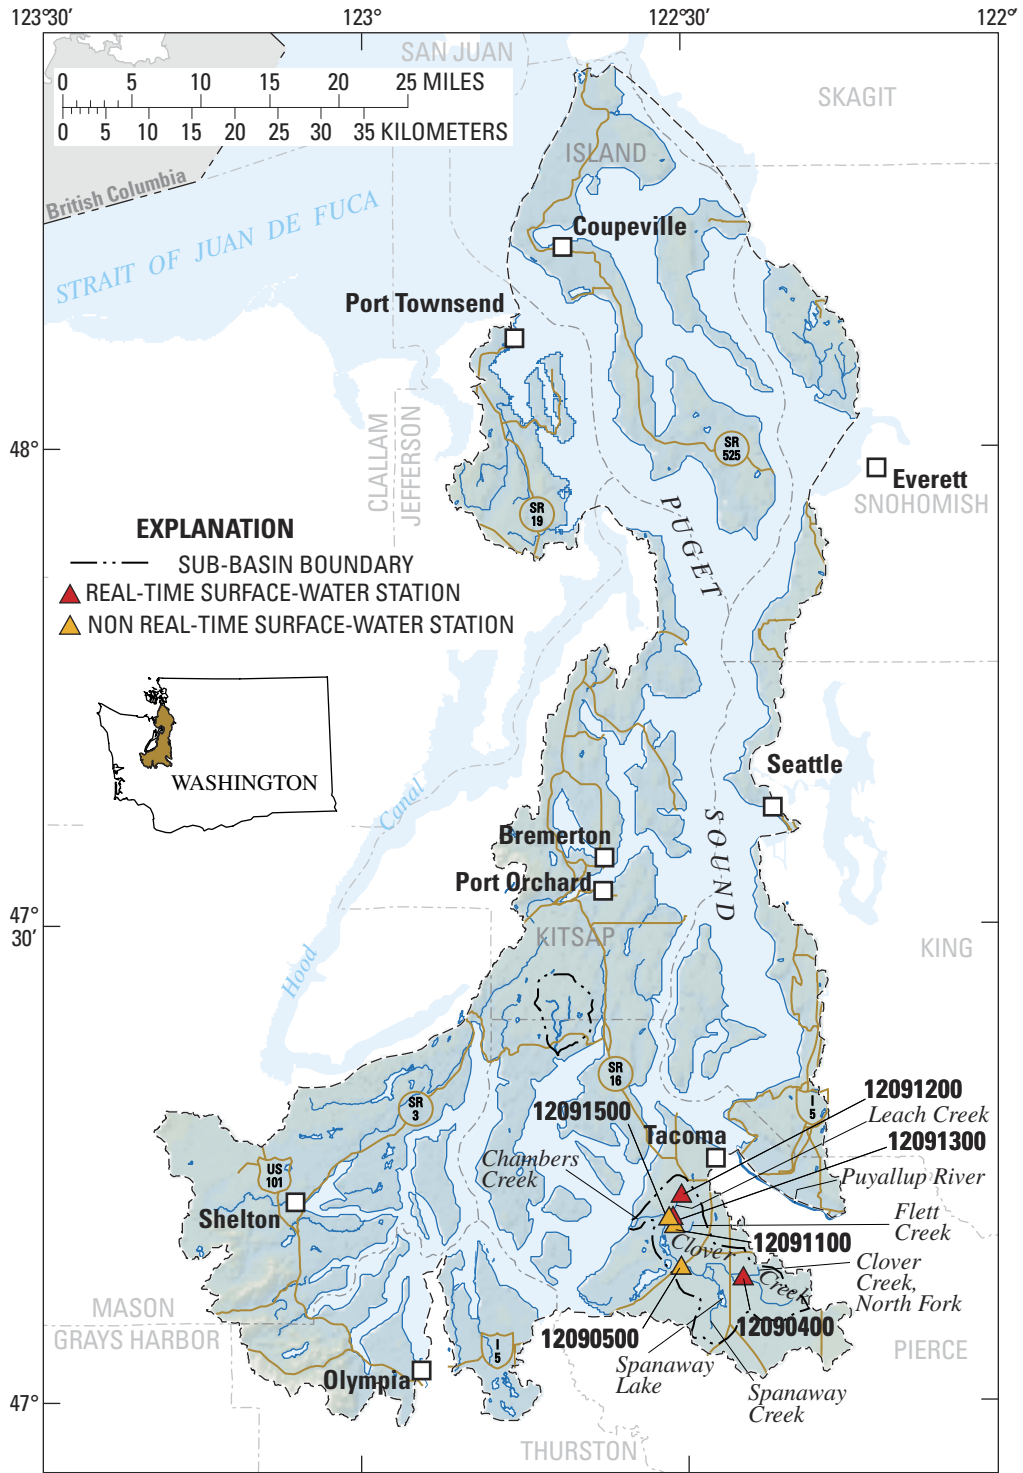 123°30'
123°
122°30'
122°
SAN JUAN
0 5 10 15 20 25 MILES
0 5 10 15 20 25 30 35 KILOMETERS
SKAGIT
ISLAND
British Columbia
STRAIT OF JUAN DE FUCA
Coupeville
Port Townsend
CLALLAM
JEFFERSON
48°
SR
525
Everett
SNOHOMISH
SR
19
PUGET
SOUND
EXPLANATION
SUB-BASIN BOUNDARY
REAL-TIME SURFACE-WATER STATION
NON REAL-TIME SURFACE-WATER STATION
WASHINGTON
Seattle
Canal
Hood
Bremerton
Port Orchard
47°
30'
KITSAP
KING
SR
16
SR
3
I
5
12091200
Leach Creek
12091500
Tacoma
12091300
Chambers
Creek
Puyallup River
US
101
Shelton
Flett
Creek
12091100
Clover
Creek
Clover
Creek,
North Fork
MASON
GRAYS HARBOR
12090500
12090400
PIERCE
I
5
Spanaway
Lake
Olympia
Spanaway
Creek
47°
THURSTON